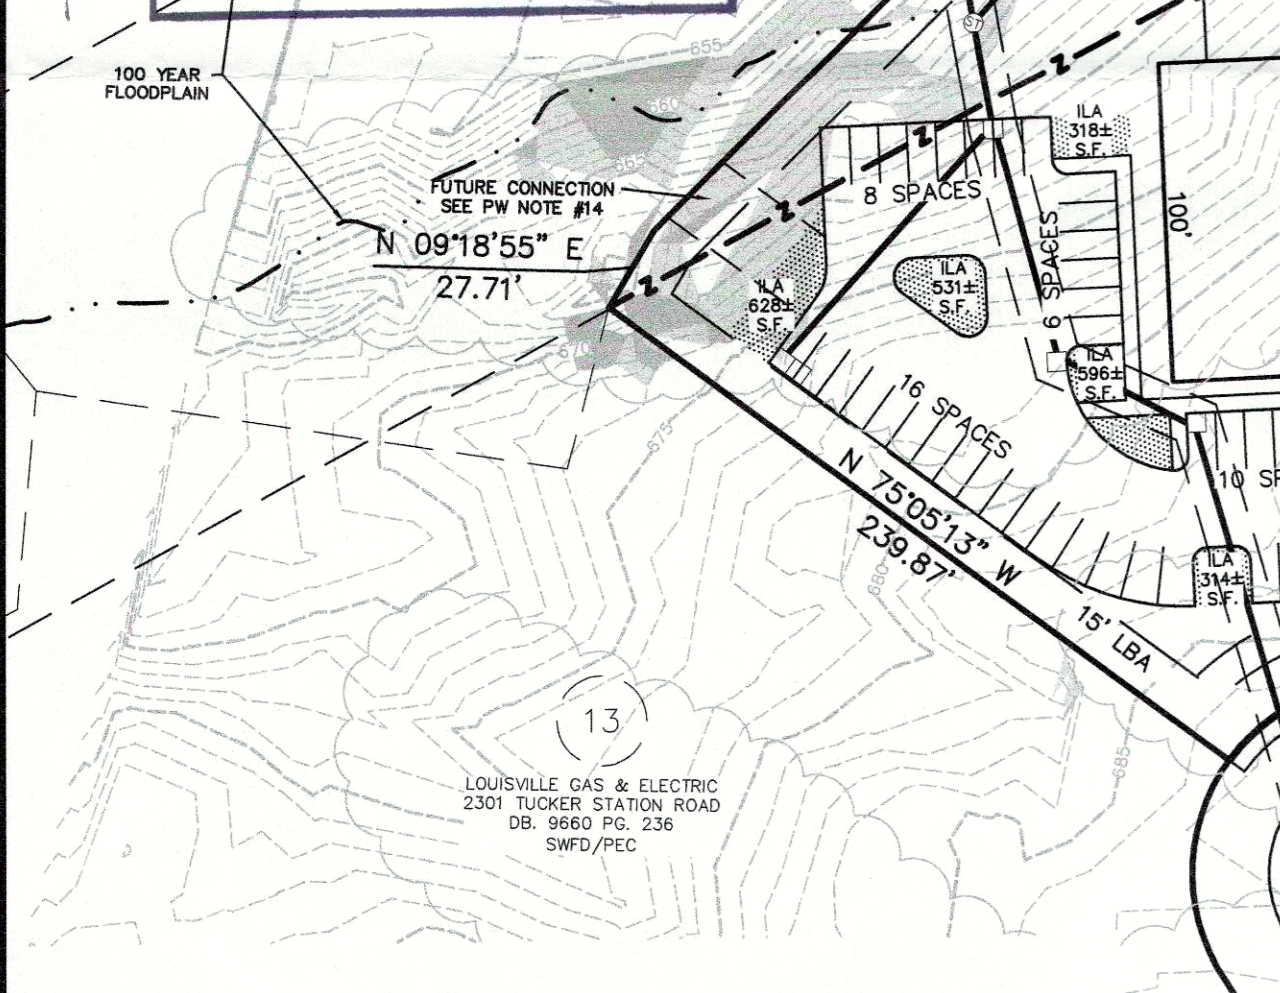 655
ST
Z
100 YEAR
FLOODPLAIN
660
ILA
318±
S.F.
Z
665
FUTURE CONNECTION
SEE PW NOTE #14
8 SPACES
Z
100'
N 09°18'55" E
27.71'
Z
ILA
628±
S.F.
ILA
531±
S.F.
6 SPACES
670
ILA
596±
S.F.
16 SPACES
675
N 75°05'13" W
239.87'
10 SP
680
ILA
314±
S.F.
15' LBA
13
685
LOUISVILLE GAS & ELECTRIC
2301 TUCKER STATION ROAD
DB. 9660 PG. 236
SWFD/PEC